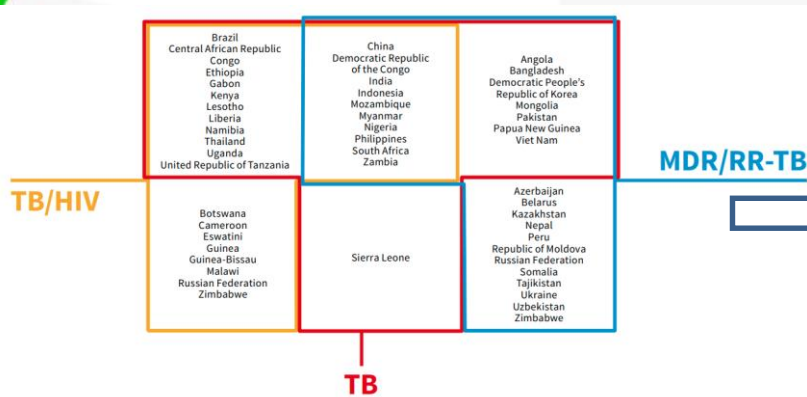 Brazil
Central African Republic
Congo
Ethiopia
Gabon
Kenya
Lesotho
Liberia
Namibia
Thailand
Uganda
United Republic of Tanzania
China
Democratic Republic
of the Congo
India
Indonesia
Mozambique
Myanmar
Nigeria
Philippines
South Africa
Zambia
Angola
Bangladesh
Democratic People's
Republic of Korea
Mongolia
Pakistan
Papua New Guinea
Viet Nam
MDR/RR-TB
TB/HIV
Botswana
Cameroon
Eswatini
Guinea
Guinea-Bissau
Malawi
Russian Federation
Zimbabwe
Sierra Leone
Azerbaijan
Belarus
Kazakhstan
Nepal
Peru
Republic of Moldova
Russian Federation
Somalia
Tajikistan
Ukraine
Uzbekistan
Zimbabwe
TB